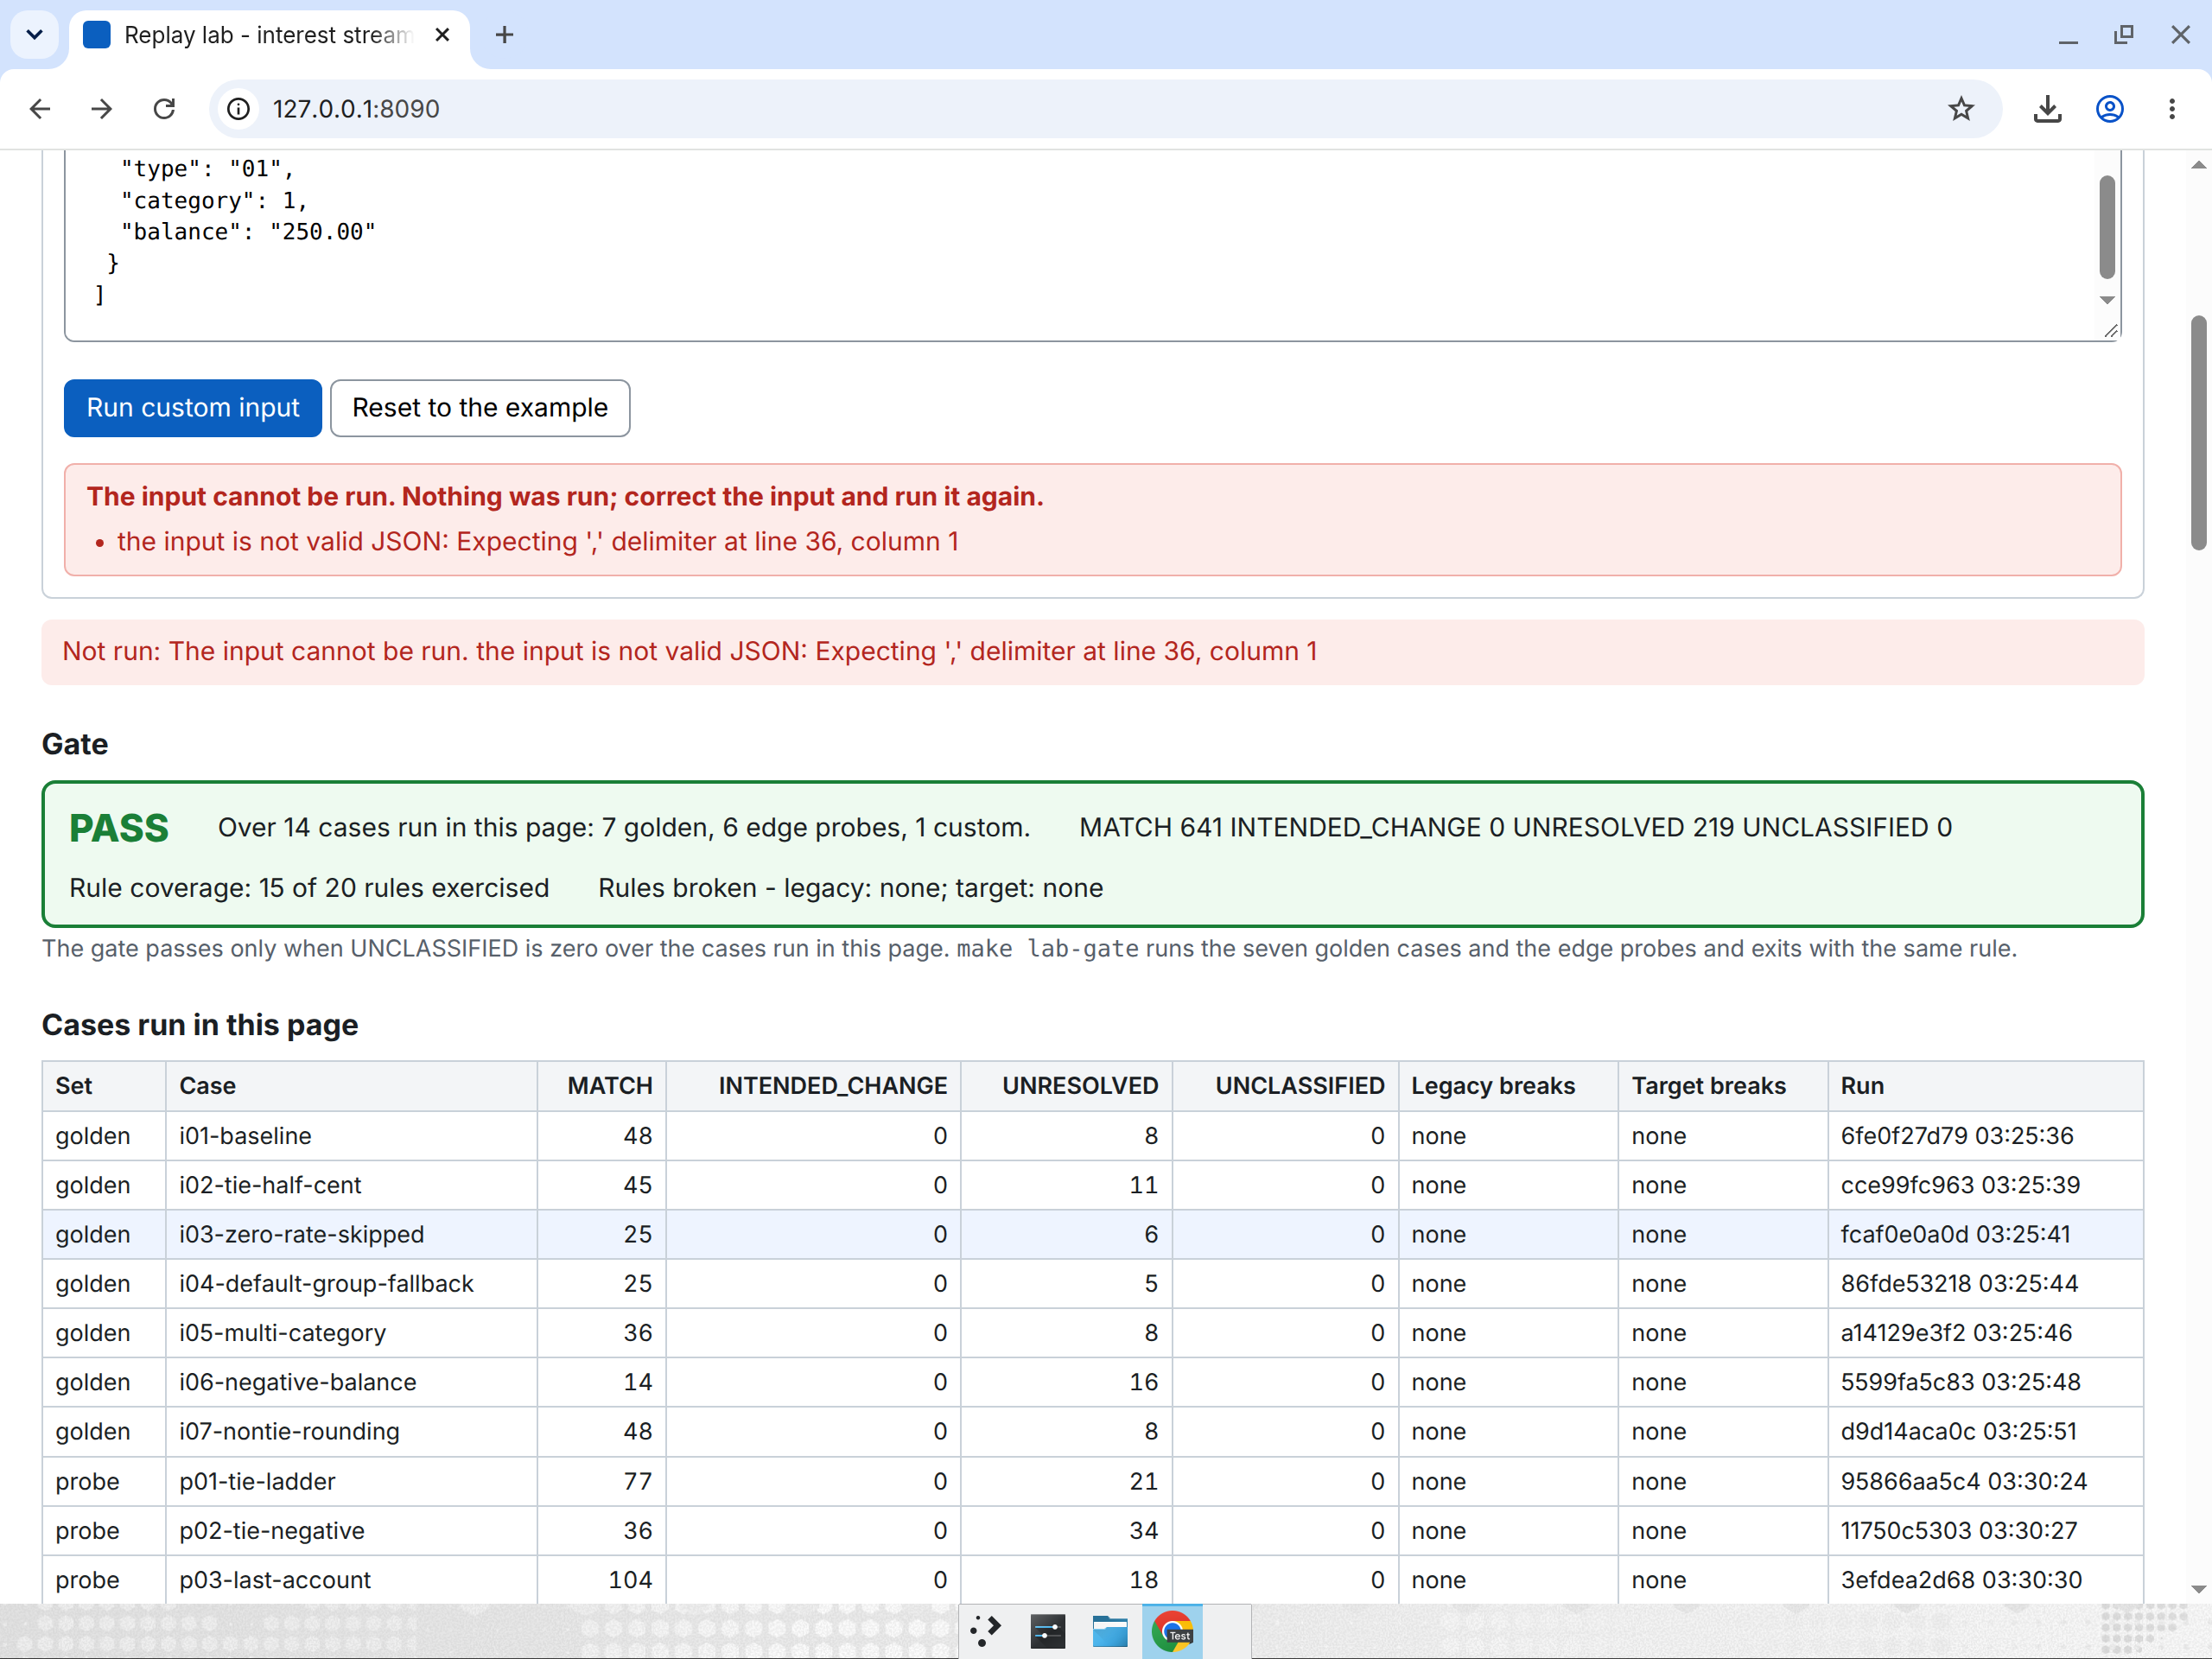 Replay lab - interest stream
127.0.0.1:8090
"type": "01",
"category": 1,
"balance": "250.00"
}
]
Run custom input Reset to the example
The input cannot be run. Nothing was run; correct the input and run it again.
• the input is not valid JSON: Expecting ',' delimiter at line 36, column 1
Not run: The input cannot be run. the input is not valid JSON: Expecting ',' delimiter at line 36, column 1
Gate
PASS Over 14 cases run in this page: 7 golden, 6 edge probes, 1 custom. MATCH 641 INTENDED_CHANGE 0 UNRESOLVED 219 UNCLASSIFIED 0
Rule coverage: 15 of 20 rules exercised Rules broken - legacy: none; target: none
The gate passes only when UNCLASSIFIED is zero over the cases run in this page. make lab-gate runs the seven golden cases and the edge probes and exits with the same rule.
Cases run in this page
Set Case MATCH INTENDED_CHANGE UNRESOLVED UNCLASSIFIED Legacy breaks Target breaks Run
golden i01-baseline 48 0 8 0 none none 6fe0f27d79 03:25:36
golden i02-tie-half-cent 45 0 11 0 none none cce99fc963 03:25:39
golden i03-zero-rate-skipped 25 0 6 0 none none fcaf0e0a0d 03:25:41
golden i04-default-group-fallback 25 0 5 0 none none 86fde53218 03:25:44
golden i05-multi-category 36 0 8 0 none none a14129e3f2 03:25:46
golden i06-negative-balance 14 0 16 0 none none 5599fa5c83 03:25:48
golden i07-nontie-rounding 48 0 8 0 none none d9d14aca0c 03:25:51
probe p01-tie-ladder 77 0 21 0 none none 95866aa5c4 03:30:24
probe p02-tie-negative 36 0 34 0 none none 11750c5303 03:30:27
probe p03-last-account 104 0 18 0 none none 3efdea2d68 03:30:30
Test